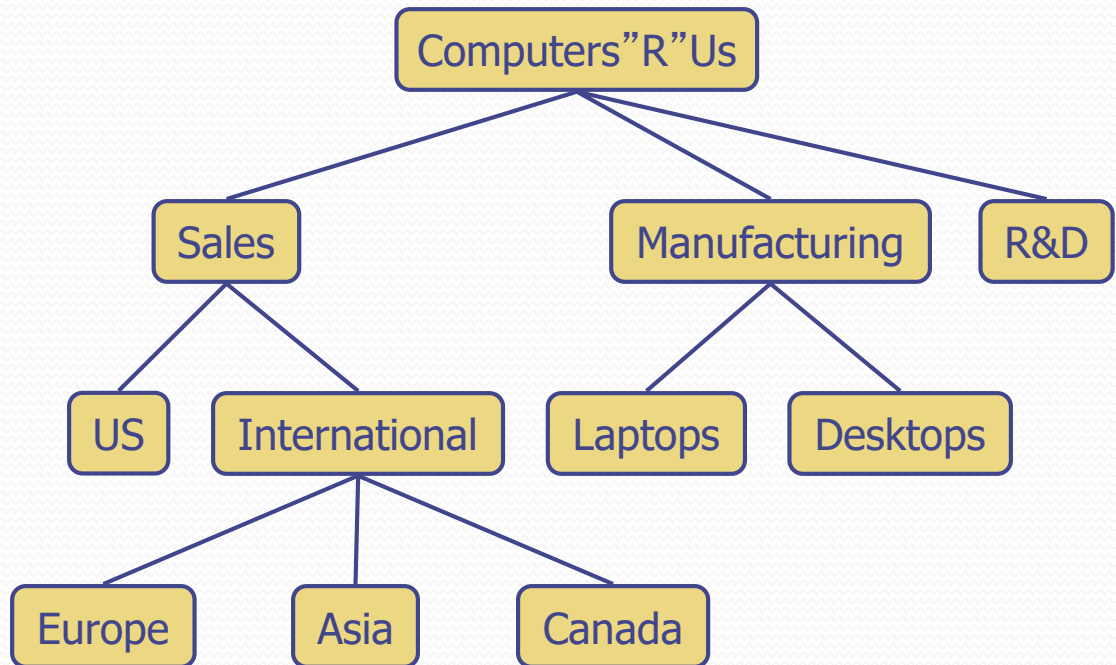 Computers”R”Us
Sales
Manufacturing
R&D
US
International
Laptops
Desktops
Europe
Asia
Canada